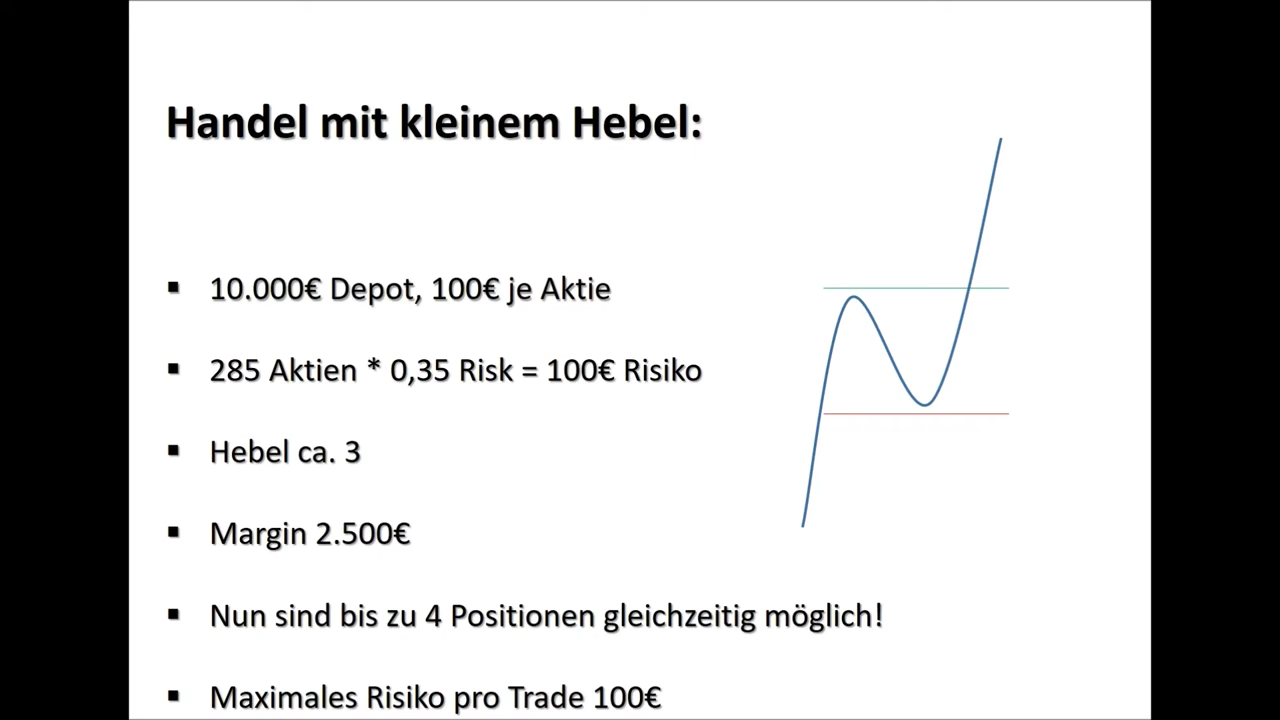 Handel mit kleinem Hebel:
▪ 10.000€ Depot, 100€ je Aktie
▪ 285 Aktien * 0,35 Risk = 100€ Risiko
▪ Hebel ca. 3
▪ Margin 2.500€
▪ Nun sind bis zu 4 Positionen gleichzeitig möglich!
▪ Maximales Risiko pro Trade 100€